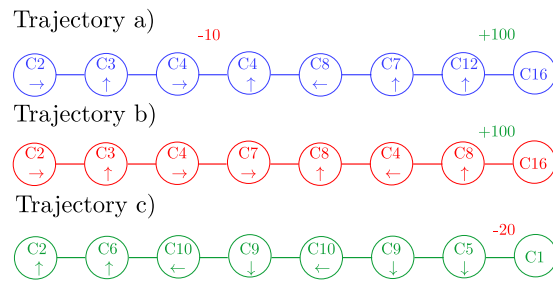 Trajectory a)
-10 +100
C2 C3 C4 C4 C8 C7 C12 C16
→ ↑ → ↑ ← ↑ ↑
Trajectory b)
+100
C2 C3 C4 C7 C8 C4 C8 C16
→ ↑ → → ↑ ← ↑
Trajectory c)
-20
C2 C6 C10 C9 C10 C9 C5 C1
↑ ↑ ← ↓ ← ↓ ↓